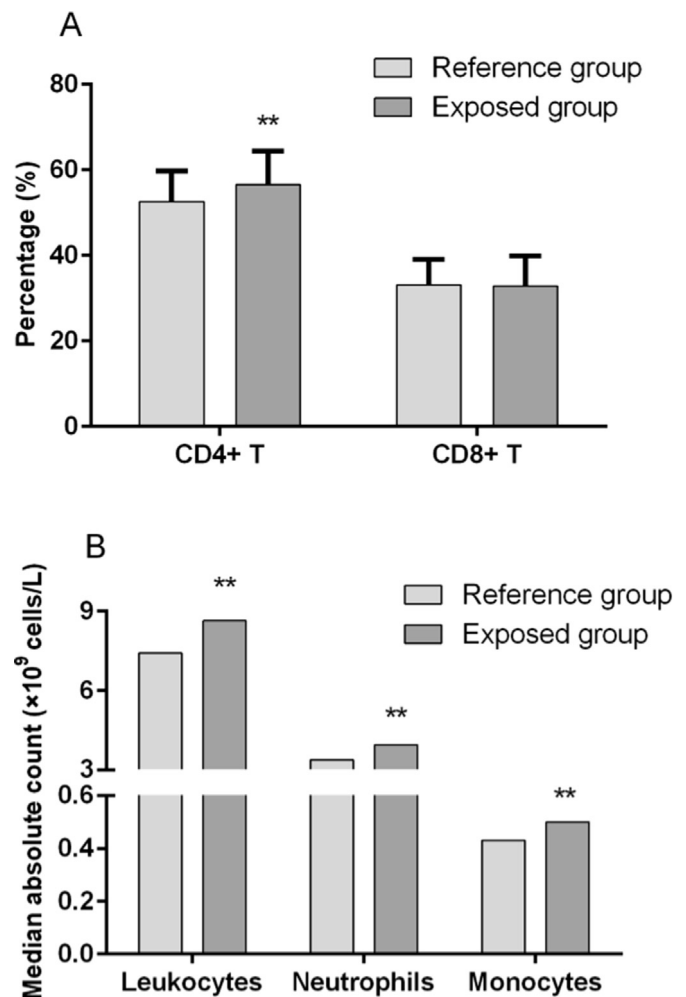 A
Reference group
Exposed group
Percentage (%)
80
60
40
20
0
**
CD4+ T
CD8+ T
B
Reference group
Exposed group
Median absolute count (×10⁹ cells/L)
9
6
3
0.6
0.4
0.2
0.0
**
**
**
Leukocytes
Neutrophils
Monocytes